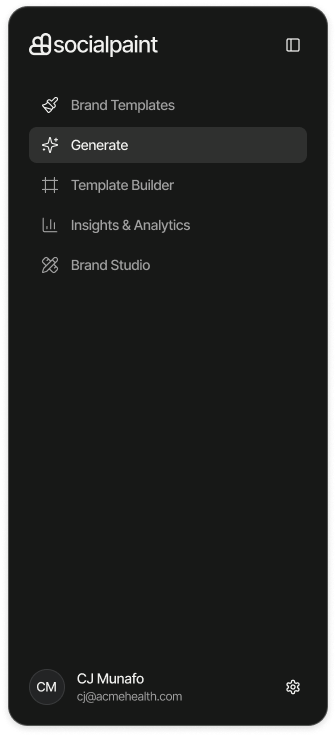 socialpaint
Brand Templates
Generate
Template Builder
Insights & Analytics
Brand Studio
CM
CJ Munafo
cj@acmehealth.com